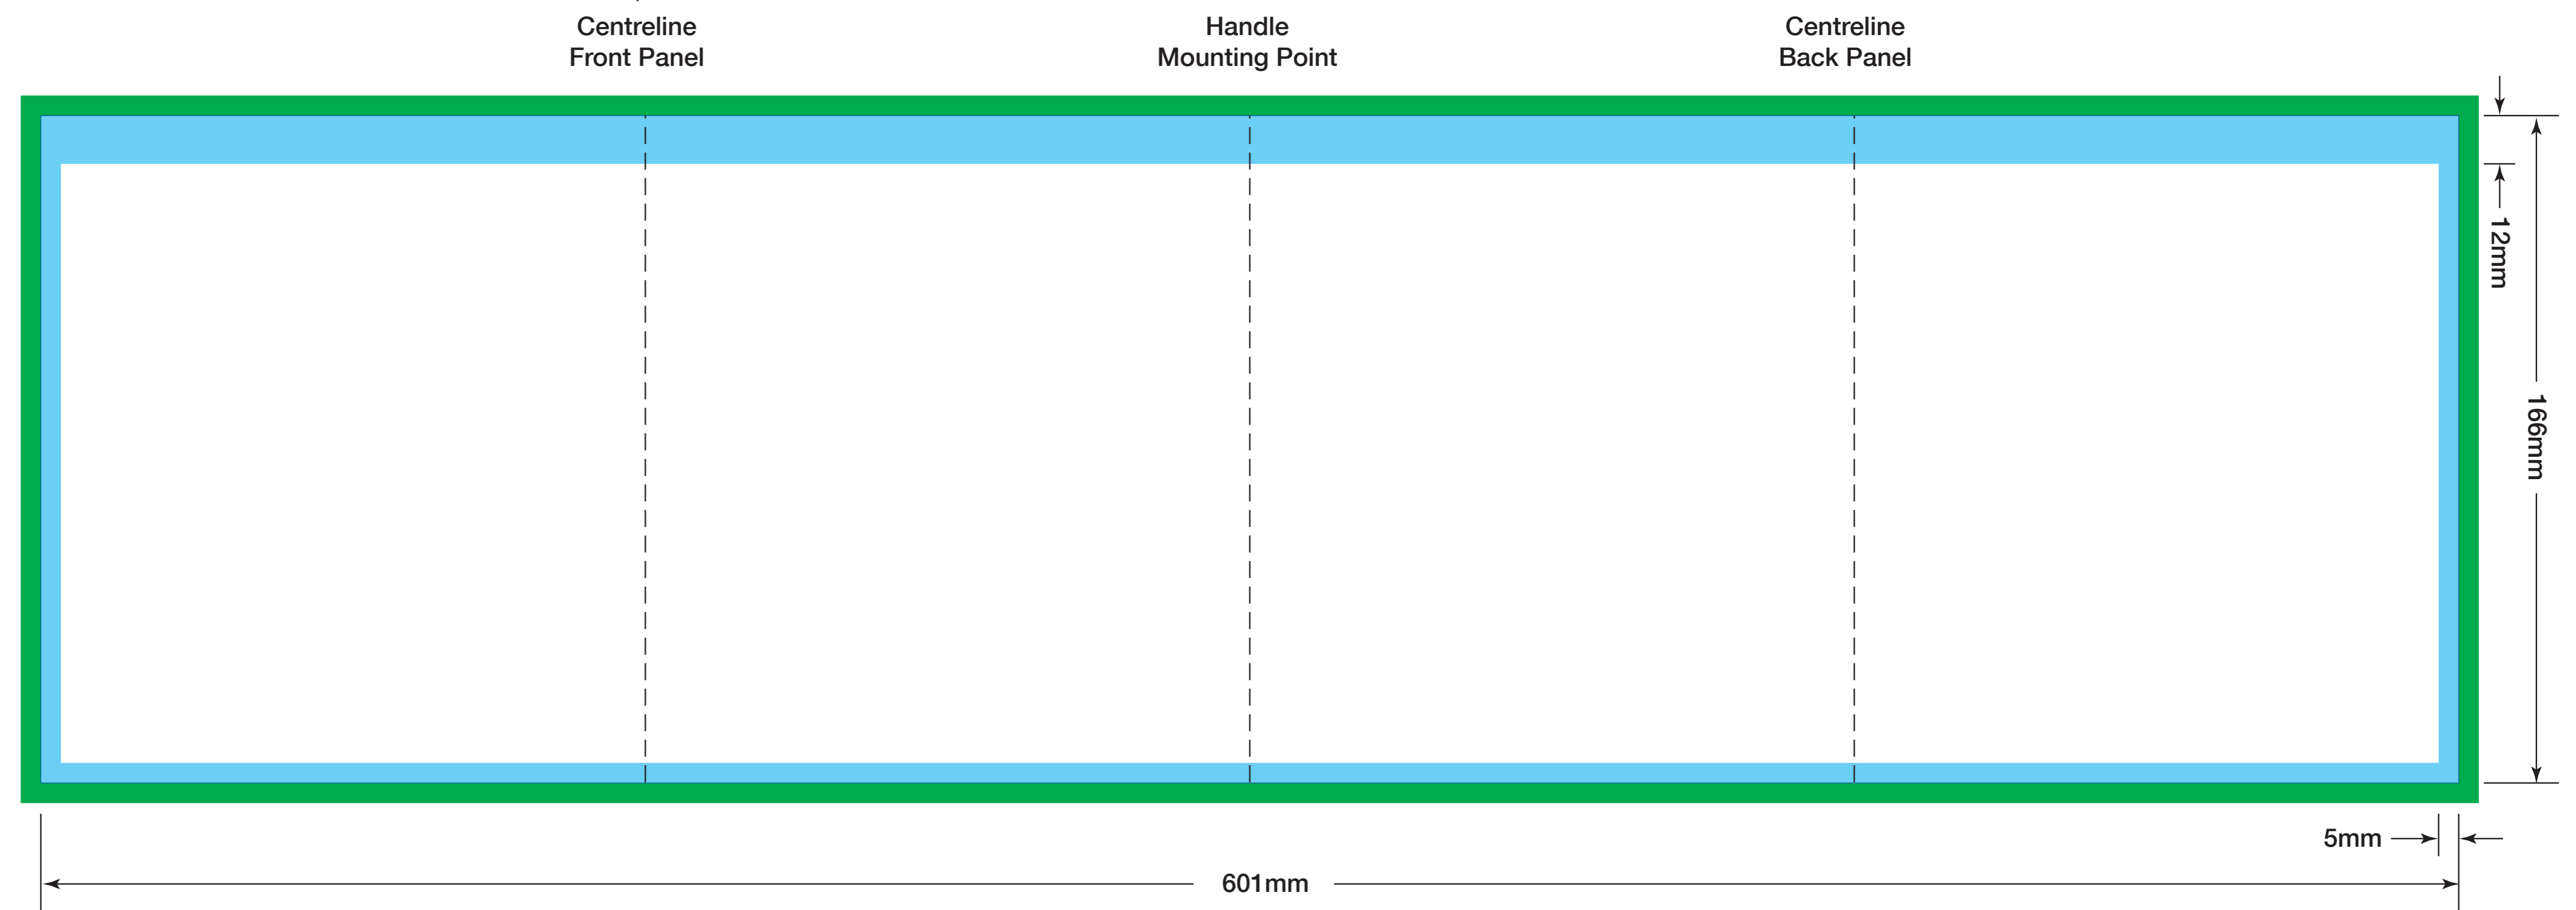 Centreline
Front Panel
Handle
Mounting Point
Centreline
Back Panel
12mm
166mm
5mm
601mm